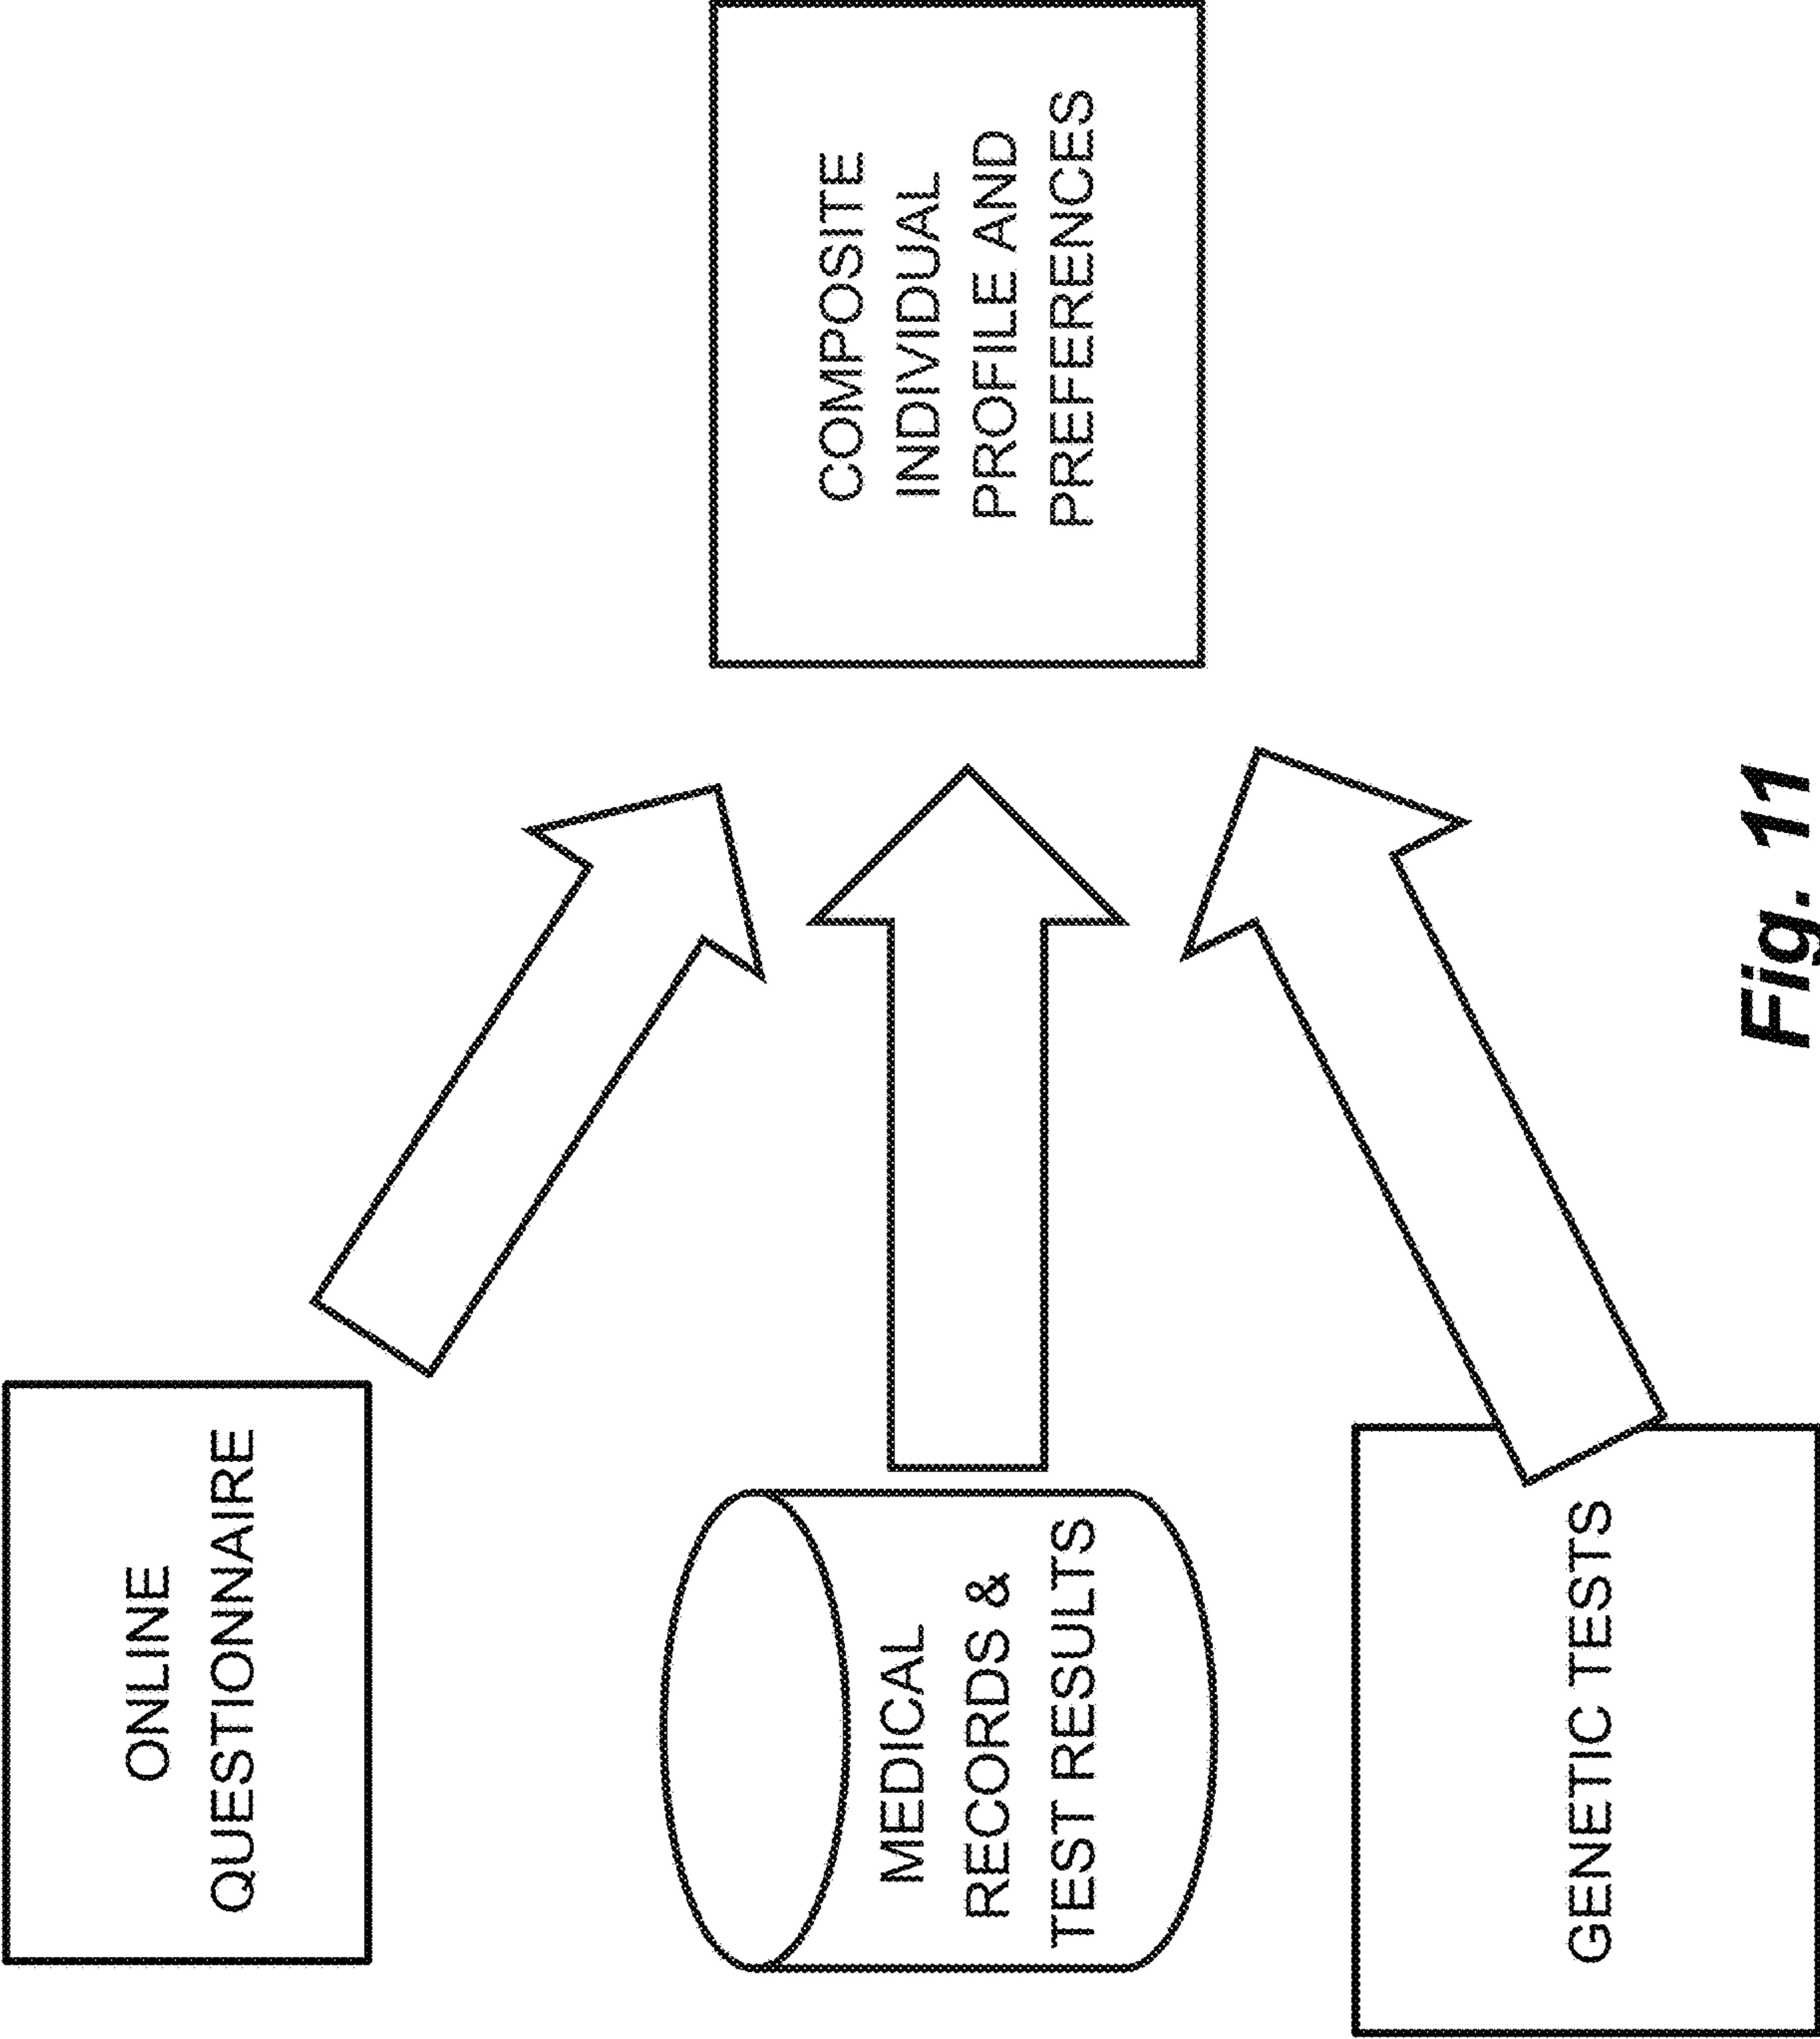 ONLINE
QUESTIONNAIRE
MEDICAL
RECORDS &
TEST RESULTS
GENETIC TESTS
COMPOSITE
INDIVIDUAL
PROFILE AND
PREFERENCES
Fig. 11